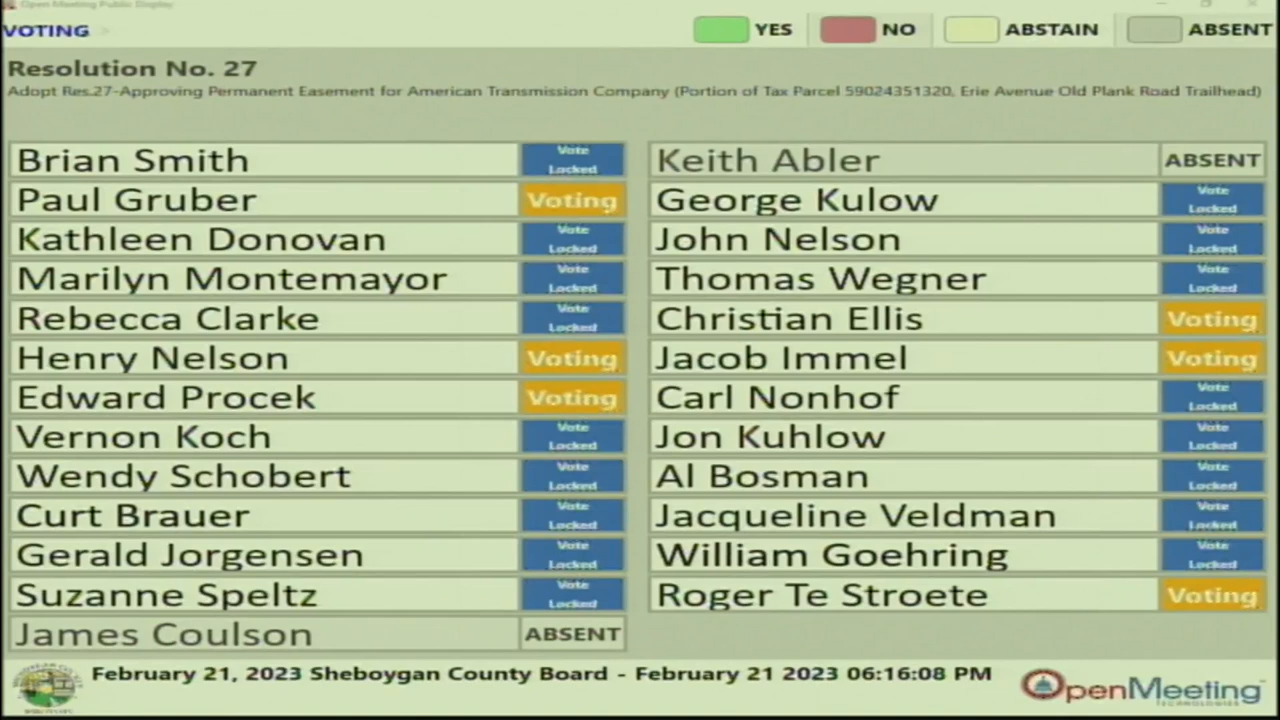 Open Meeting Public Display
VOTING
YES
NO
ABSTAIN
ABSENT
Resolution No. 27
Adopt Res.27-Approving Permanent Easement for American Transmission Company (Portion of Tax Parcel 59024351320, Erie Avenue Old Plank Road Trailhead)
Brian Smith
Vote
Locked
Paul Gruber
Voting
Kathleen Donovan
Vote
Locked
Marilyn Montemayor
Vote
Locked
Rebecca Clarke
Vote
Locked
Henry Nelson
Voting
Edward Procek
Voting
Vernon Koch
Vote
Locked
Wendy Schobert
Vote
Locked
Curt Brauer
Vote
Locked
Gerald Jorgensen
Vote
Locked
Suzanne Speltz
Vote
Locked
James Coulson
ABSENT
Keith Abler
ABSENT
George Kulow
Vote
Locked
John Nelson
Vote
Locked
Thomas Wegner
Vote
Locked
Christian Ellis
Voting
Jacob Immel
Voting
Carl Nonhof
Vote
Locked
Jon Kuhlow
Vote
Locked
Al Bosman
Vote
Locked
Jacqueline Veldman
Vote
Locked
William Goehring
Vote
Locked
Roger Te Stroete
Voting
February 21, 2023 Sheboygan County Board - February 21 2023 06:16:08 PM
OpenMeeting
TECHNOLOGIES